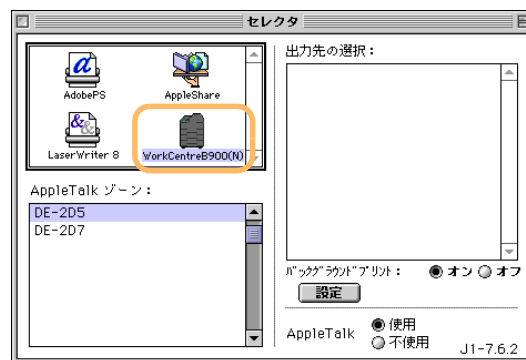 セレクタ
AdobePS
AppleShare
LaserWriter 8
WorkCentreB900(N)
AppleTalk ゾーン：
DE-2D5
DE-2D7
出力先の選択：
ﾊﾞｯｸｸﾞﾗｳﾝﾄﾞﾌﾟﾘﾝﾄ： オン オフ
設定
AppleTalk 使用
不使用
J1-7.6.2